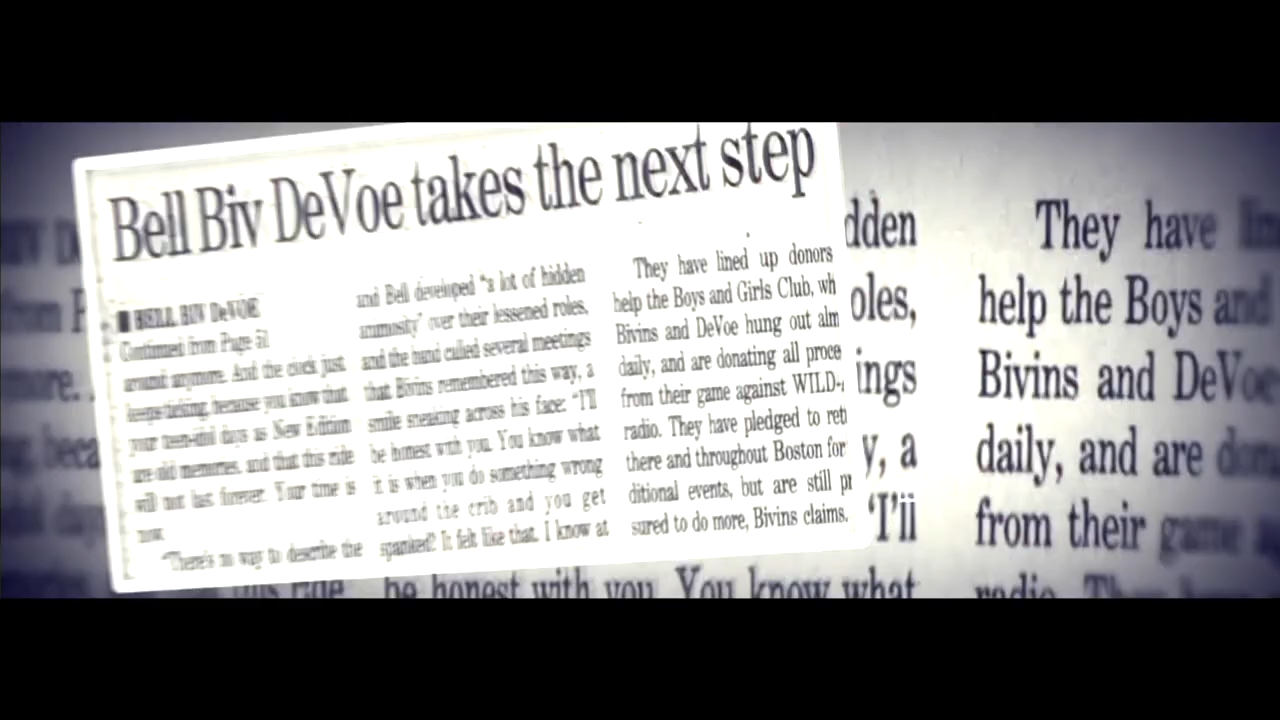 Bell Biv DeVoe takes the next step
■ BELL BIV DeVOE
Continued from Page 51
around anymore. And the clock just
keeps ticking, because you know that
your teen-idol days as New Edition
are old memories, and that this ride
will not last forever. Your time is
now.
"There's no way to describe the
and Bell developed "a lot of hidden
animosity" over their lessened roles,
and the band called several meetings
that Bivins remembered this way, a
smile sneaking across his face: "I'll
be honest with you. You know what
it is when you do something wrong
around the crib and you get
spanked? It felt like that. I know at
They have lined up donors
help the Boys and Girls Club, wh
Bivins and DeVoe hung out alm
daily, and are donating all proce
from their game against WILD-
radio. They have pledged to ret
there and throughout Boston for
ditional events, but are still pr
sured to do more, Bivins claims.
dden
oles,
ings
y, a
"I'll
be honest with you. You know what
They have
help the Boys and
Bivins and DeVoe
daily, and are
from their game
radio. They